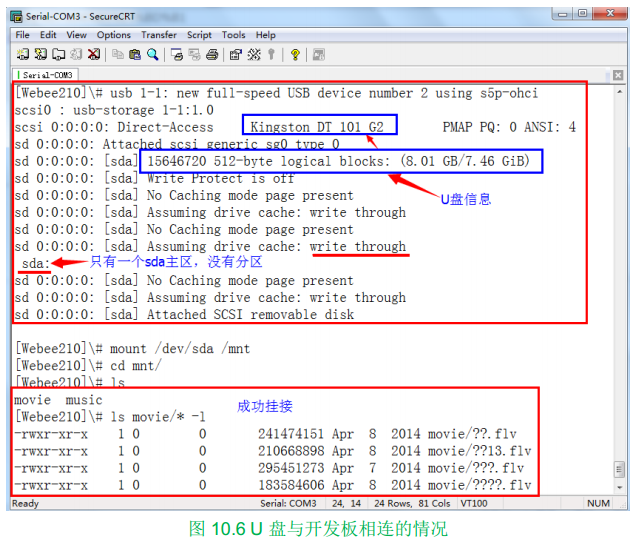 Serial-COM3 - SecureCRT
File Edit View Options Transfer Script Tools Help
Serial-COM3
[Webee210]\# usb 1-1: new full-speed USB device number 2 using s5p-ohci
scsi0 : usb-storage 1-1:1.0
scsi 0:0:0:0: Direct-Access Kingston DT 101 G2 PMAP PQ: 0 ANSI: 4
sd 0:0:0:0: Attached scsi generic sg0 type 0
sd 0:0:0:0: [sda] 15646720 512-byte logical blocks: (8.01 GB/7.46 GiB)
sd 0:0:0:0: [sda] Write Protect is off
sd 0:0:0:0: [sda] No Caching mode page present
U盘信息
sd 0:0:0:0: [sda] Assuming drive cache: write through
sd 0:0:0:0: [sda] No Caching mode page present
sd 0:0:0:0: [sda] Assuming drive cache: write through
sda: 只有一个sda主区，没有分区
sd 0:0:0:0: [sda] No Caching mode page present
sd 0:0:0:0: [sda] Assuming drive cache: write through
sd 0:0:0:0: [sda] Attached SCSI removable disk
[Webee210]\# mount /dev/sda /mnt
[Webee210]\# cd mnt/
[Webee210]\# ls
movie music
成功挂接
[Webee210]\# ls movie/* -l
-rwxr-xr-x 1 0 0 241474151 Apr 8 2014 movie/??.flv
-rwxr-xr-x 1 0 0 210668898 Apr 8 2014 movie/??13.flv
-rwxr-xr-x 1 0 0 295451273 Apr 7 2014 movie/???.flv
-rwxr-xr-x 1 0 0 183584606 Apr 8 2014 movie/????.flv
Ready Serial: COM3 24, 14 24 Rows, 81 Cols VT100 NUM
图 10.6 U 盘与开发板相连的情况